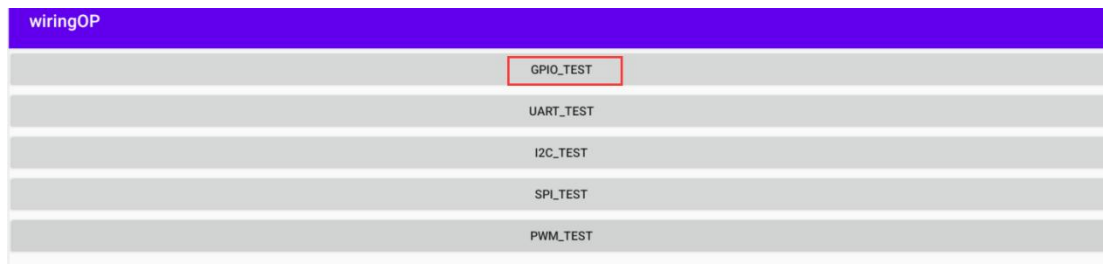 wiringOP
GPIO_TEST
UART_TEST
I2C_TEST
SPI_TEST
PWM_TEST